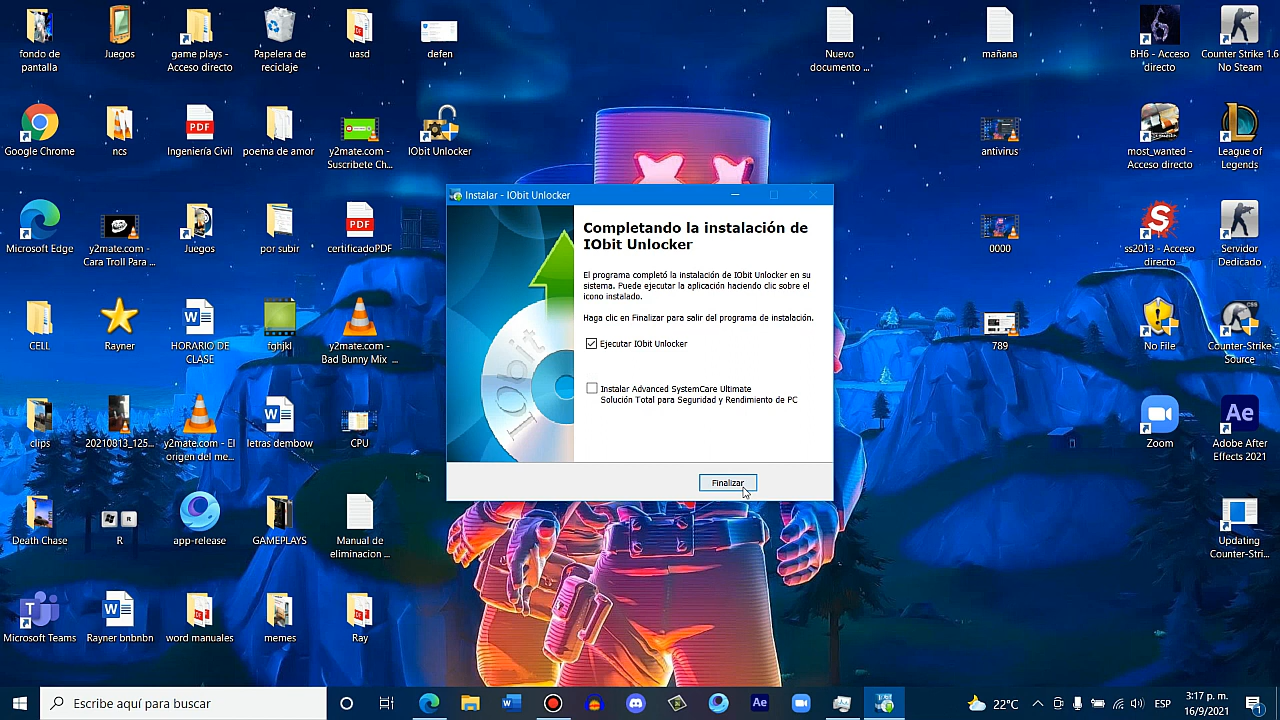 fondo de
pantalla
Juegos
Game plays -
Acceso directo
Papelera de
reciclaje
uasd
defen
Nuevo
documento ...
mañana
BH6 - Acceso
directo
Counter Strike 1.6
No Steam
Google Chrome
ncs
PDF
Ingeniería Civil
poema de amor
y2mate.com -
Suscribete Ch...
IObit Unlocker
antivirus
most_wanted -
Acceso directo
League of
Legends
Instalar - IObit Unlocker
Completando la instalación de
IObit Unlocker
El programa completó la instalación de IObit Unlocker en su
sistema. Puede ejecutar la aplicación haciendo clic sobre el
icono instalado.
Haga clic en Finalizar para salir del programa de instalación.
Ejecutar IObit Unlocker
Instalar Advanced SystemCare Ultimate
Solución Total para Seguridad y Rendimiento de PC
Finalizar
IObit
Microsoft Edge
y2mate.com -
Cara Troll Para ...
Juegos
por subir
PDF
certificadoPDF
0000
ss2013 - Acceso
directo
Servidor
Dedicado
CELL
Rayner
HORARIO DE
CLASE
fghjkl
y2mate.com -
Bad Bunny Mix ...
789
No File
CSS
Counter-Strike
Source
clips
20210813_125...
y2mate.com - El
origen del me...
letras dembow
CPU
Zoom
Ae
Adobe After
Effects 2021
Death Chase
R
app-release
GAMEPLAYS
Manual de
eliminacion ...
Updating
Counter-Stri...
Microsoft Teams
Rayner bnbnbn
word manuales
memes
Ray
Escribe aquí para buscar
Ae
22°C
ESP
3:17 p. m.
16/9/2021